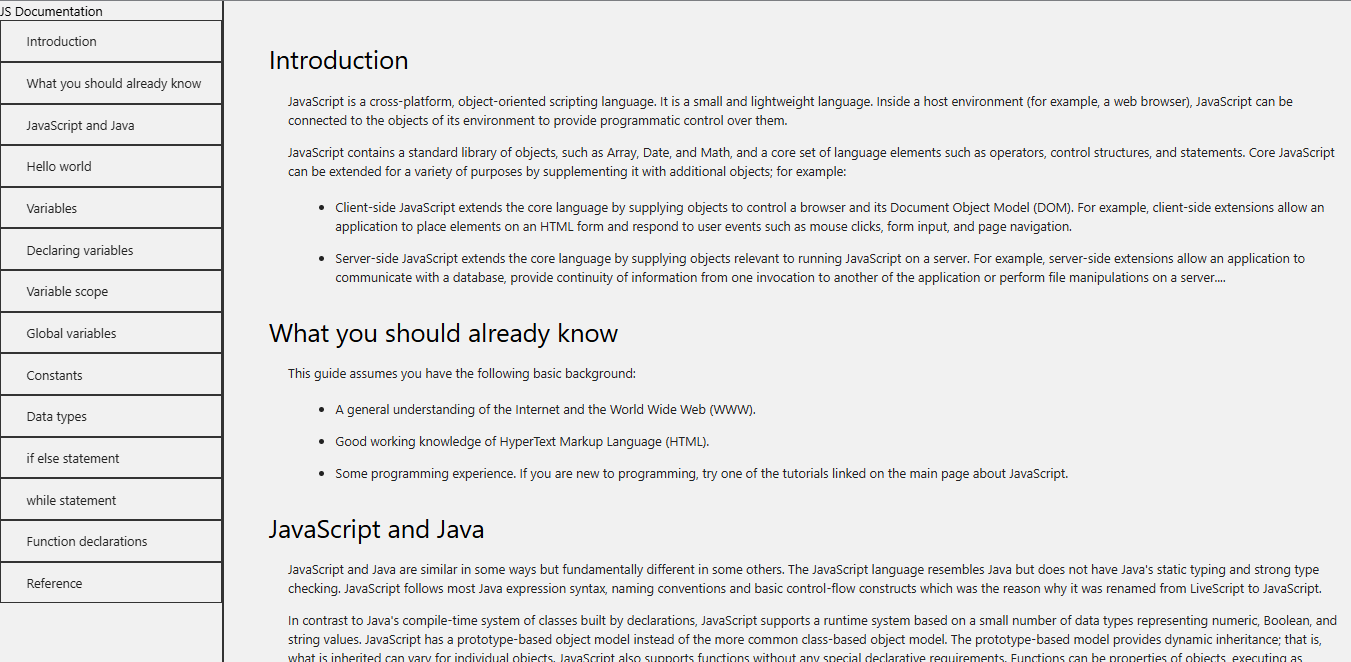 JS Documentation
Introduction
What you should already know
JavaScript and Java
Hello world
Variables
Declaring variables
Variable scope
Global variables
Constants
Data types
if else statement
while statement
Function declarations
Reference
Introduction
JavaScript is a cross-platform, object-oriented scripting language. It is a small and lightweight language. Inside a host environment (for example, a web browser), JavaScript can be
connected to the objects of its environment to provide programmatic control over them.
JavaScript contains a standard library of objects, such as Array, Date, and Math, and a core set of language elements such as operators, control structures, and statements. Core JavaScript
can be extended for a variety of purposes by supplementing it with additional objects; for example:
• Client-side JavaScript extends the core language by supplying objects to control a browser and its Document Object Model (DOM). For example, client-side extensions allow an
application to place elements on an HTML form and respond to user events such as mouse clicks, form input, and page navigation.
• Server-side JavaScript extends the core language by supplying objects relevant to running JavaScript on a server. For example, server-side extensions allow an application to
communicate with a database, provide continuity of information from one invocation to another of the application or perform file manipulations on a server....
What you should already know
This guide assumes you have the following basic background:
• A general understanding of the Internet and the World Wide Web (WWW).
• Good working knowledge of HyperText Markup Language (HTML).
• Some programming experience. If you are new to programming, try one of the tutorials linked on the main page about JavaScript.
JavaScript and Java
JavaScript and Java are similar in some ways but fundamentally different in some others. The JavaScript language resembles Java but does not have Java's static typing and strong type
checking. JavaScript follows most Java expression syntax, naming conventions and basic control-flow constructs which was the reason why it was renamed from LiveScript to JavaScript.
In contrast to Java's compile-time system of classes built by declarations, JavaScript supports a runtime system based on a small number of data types representing numeric, Boolean, and
string values. JavaScript has a prototype-based object model instead of the more common class-based object model. The prototype-based model provides dynamic inheritance; that is,
what is inherited can vary for individual objects. JavaScript also supports functions without any special declarative requirements. Functions can be properties of objects, executing as